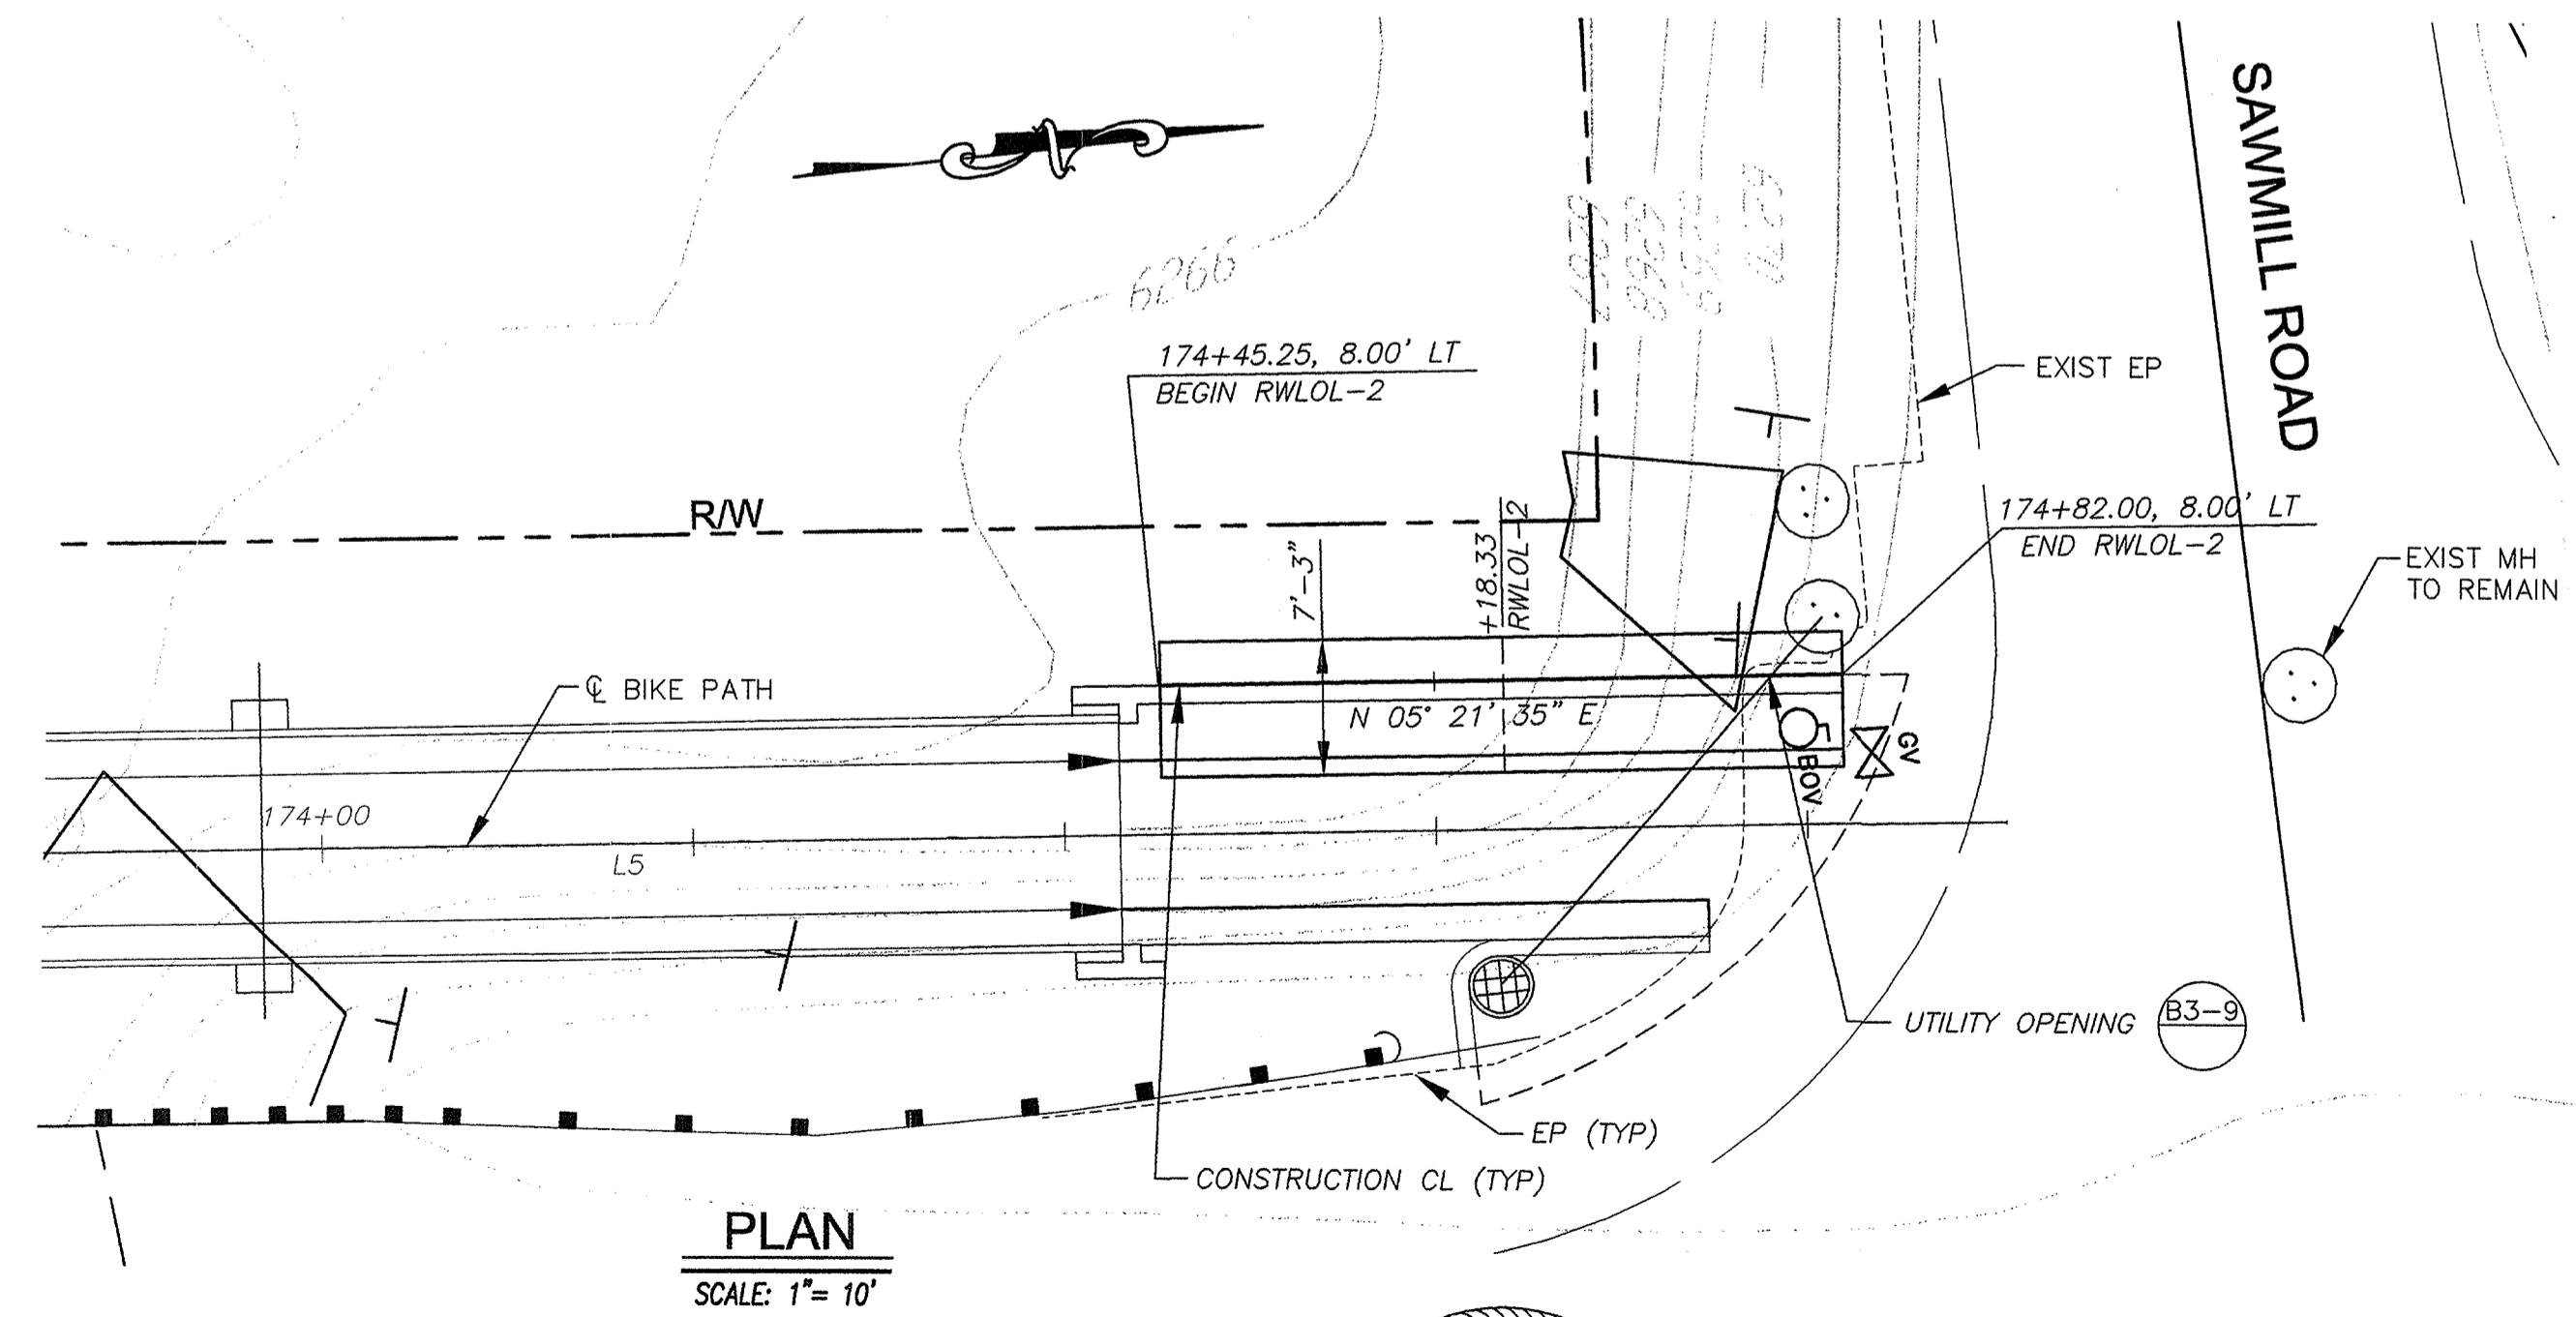 SAWMILL ROAD
6266
174+45.25, 8.00' LT
BEGIN RWLOL-2
EXIST EP
R/W
174+82.00, 8.00' LT
END RWLOL-2
EXIST MH
TO REMAIN
7'-3"
+18.33
RWLOL-2
℄ BIKE PATH
N 05° 21' 35" E
GV
BOV
174+00
L5
UTILITY OPENING
B3-9
EP (TYP)
CONSTRUCTION CL (TYP)
PLAN
SCALE: 1"= 10'